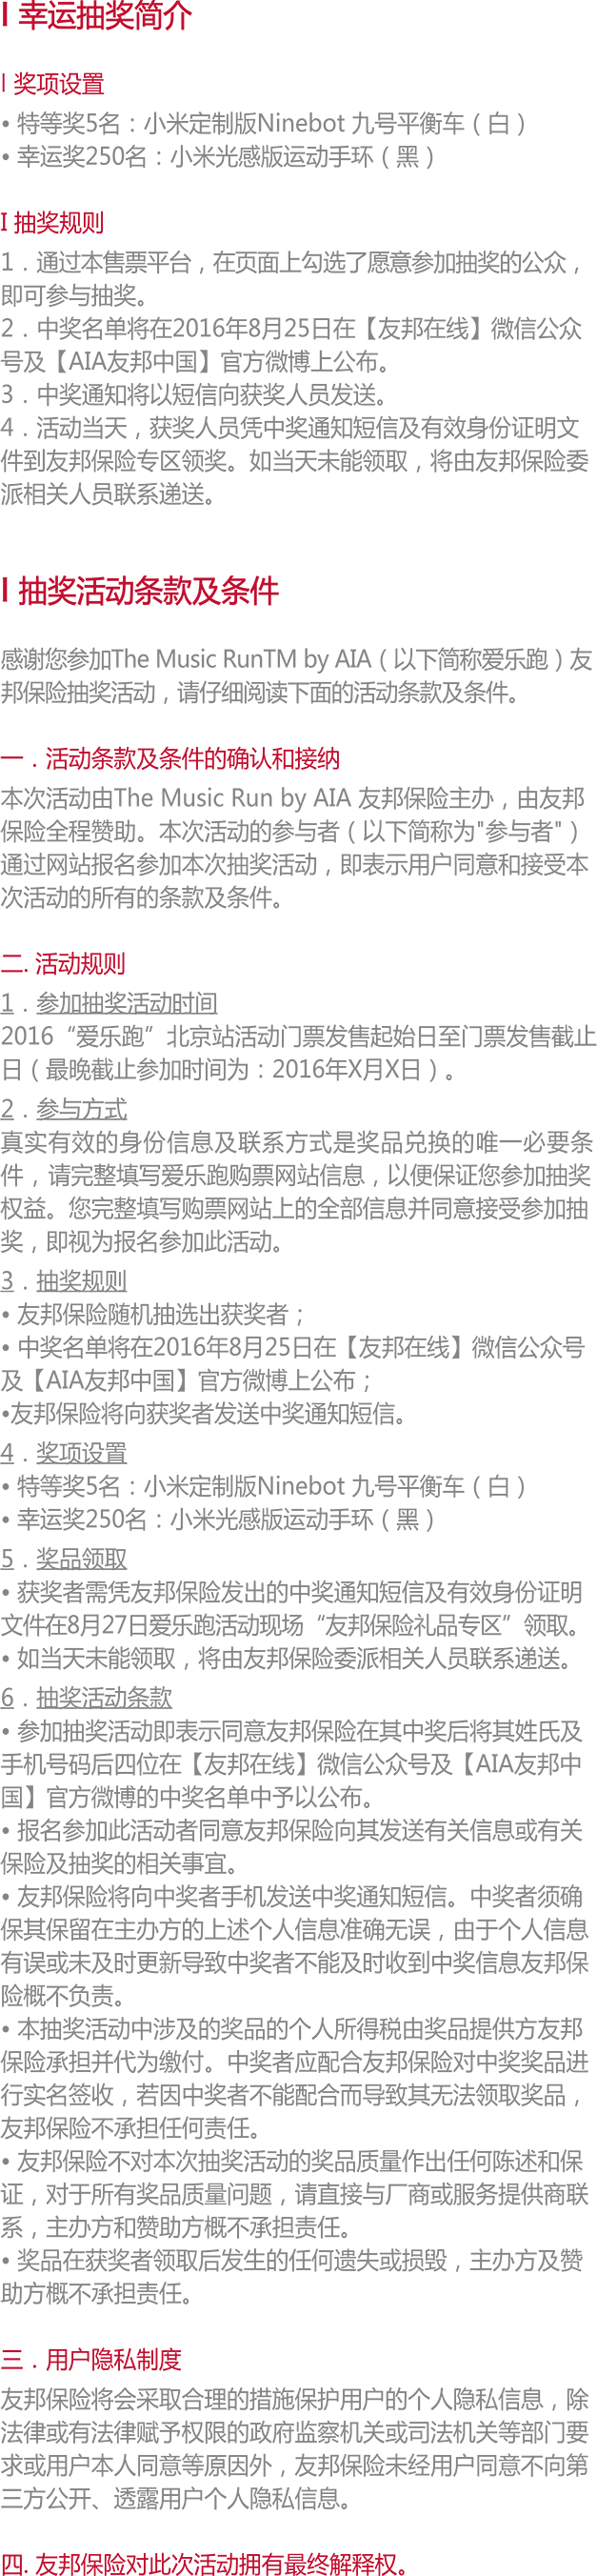 I 幸运抽奖简介
I 奖项设置
• 特等奖5名：小米定制版Ninebot 九号平衡车（白）
• 幸运奖250名：小米光感版运动手环（黑）
I 抽奖规则
1．通过本售票平台，在页面上勾选了愿意参加抽奖的公众，
即可参与抽奖。
2．中奖名单将在2016年8月25日在【友邦在线】微信公众
号及【AIA友邦中国】官方微博上公布。
3．中奖通知将以短信向获奖人员发送。
4．活动当天，获奖人员凭中奖通知短信及有效身份证明文
件到友邦保险专区领奖。如当天未能领取，将由友邦保险委
派相关人员联系递送。
I 抽奖活动条款及条件
感谢您参加The Music RunTM by AIA（以下简称爱乐跑）友
邦保险抽奖活动，请仔细阅读下面的活动条款及条件。
一．活动条款及条件的确认和接纳
本次活动由The Music Run by AIA 友邦保险主办，由友邦
保险全程赞助。本次活动的参与者（以下简称为"参与者"）
通过网站报名参加本次抽奖活动，即表示用户同意和接受本
次活动的所有的条款及条件。
二. 活动规则
1．参加抽奖活动时间
2016“爱乐跑”北京站活动门票发售起始日至门票发售截止
日（最晚截止参加时间为：2016年X月X日）。
2．参与方式
真实有效的身份信息及联系方式是奖品兑换的唯一必要条
件，请完整填写爱乐跑购票网站信息，以便保证您参加抽奖
权益。您完整填写购票网站上的全部信息并同意接受参加抽
奖，即视为报名参加此活动。
3．抽奖规则
• 友邦保险随机抽选出获奖者；
• 中奖名单将在2016年8月25日在【友邦在线】微信公众号
及【AIA友邦中国】官方微博上公布；
•友邦保险将向获奖者发送中奖通知短信。
4．奖项设置
• 特等奖5名：小米定制版Ninebot 九号平衡车（白）
• 幸运奖250名：小米光感版运动手环（黑）
5．奖品领取
• 获奖者需凭友邦保险发出的中奖通知短信及有效身份证明
文件在8月27日爱乐跑活动现场“友邦保险礼品专区”领取。
• 如当天未能领取，将由友邦保险委派相关人员联系递送。
6．抽奖活动条款
• 参加抽奖活动即表示同意友邦保险在其中奖后将其姓氏及
手机号码后四位在【友邦在线】微信公众号及【AIA友邦中
国】官方微博的中奖名单中予以公布。
• 报名参加此活动者同意友邦保险向其发送有关信息或有关
保险及抽奖的相关事宜。
• 友邦保险将向中奖者手机发送中奖通知短信。中奖者须确
保其保留在主办方的上述个人信息准确无误，由于个人信息
有误或未及时更新导致中奖者不能及时收到中奖信息友邦保
险概不负责。
• 本抽奖活动中涉及的奖品的个人所得税由奖品提供方友邦
保险承担并代为缴付。中奖者应配合友邦保险对中奖奖品进
行实名签收，若因中奖者不能配合而导致其无法领取奖品，
友邦保险不承担任何责任。
• 友邦保险不对本次抽奖活动的奖品质量作出任何陈述和保
证，对于所有奖品质量问题，请直接与厂商或服务提供商联
系，主办方和赞助方概不承担责任。
• 奖品在获奖者领取后发生的任何遗失或损毁，主办方及赞
助方概不承担责任。
三．用户隐私制度
友邦保险将会采取合理的措施保护用户的个人隐私信息，除
法律或有法律赋予权限的政府监察机关或司法机关等部门要
求或用户本人同意等原因外，友邦保险未经用户同意不向第
三方公开、透露用户个人隐私信息。
四. 友邦保险对此次活动拥有最终解释权。